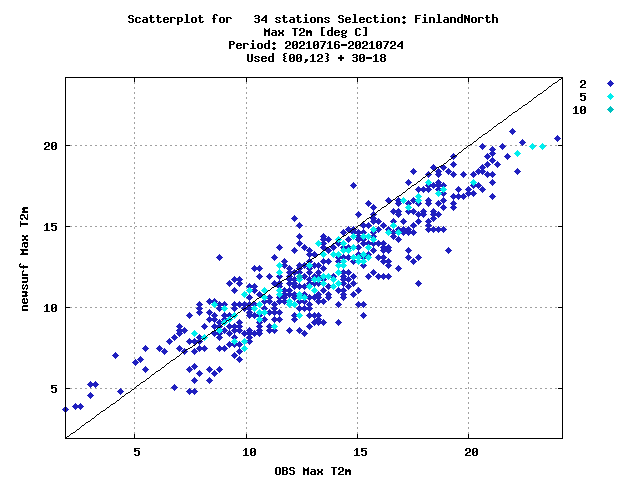 Scatterplot for   34 stations Selection: FinlandNorth
Max T2m [deg C]
Period: 20210716-20210724
Used {00,12} + 30-18
2
5
10
20
15
10
5
newsurf Max T2m
5
10
15
20
OBS Max T2m